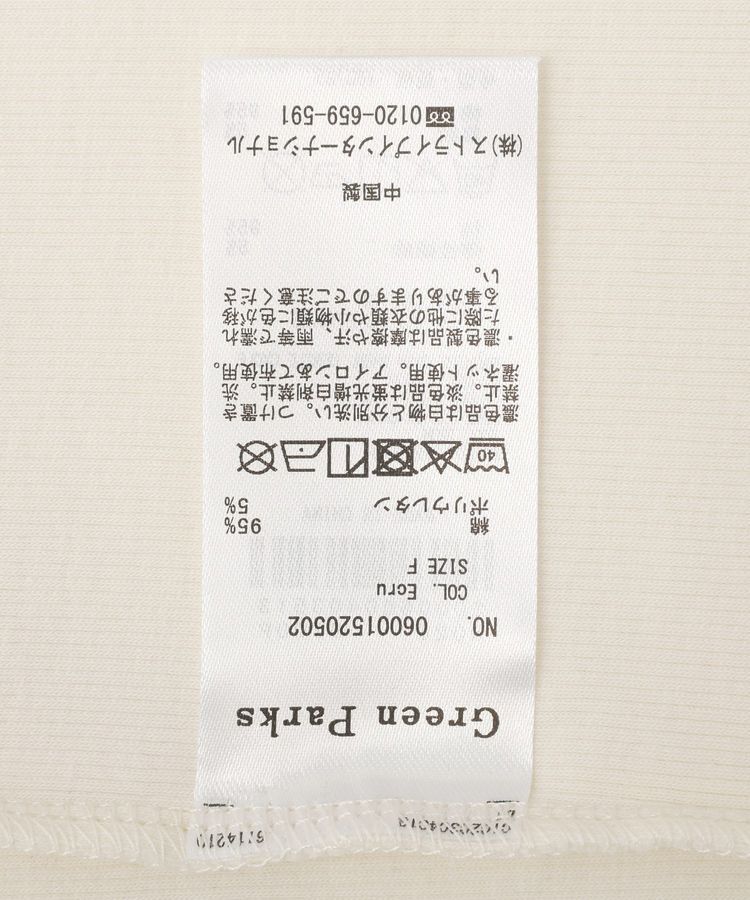 Green Parks
NO. 06001520502
COL. Ecru
SIZE F
綿 95%
ポリウレタン 5%
40
濃色品は白物と分別洗い。つけ置き
禁止。淡色品は蛍光増白剤禁止。洗
濯ネット使用。アイロンあて布使用。
・濃色製品は摩擦や汗、雨等で濡れ
た際に他の衣類や小物類に色が移
る事がありますのでご注意くださ
い。
中国製
(株)ストライプインターナショナル
0120-659-591